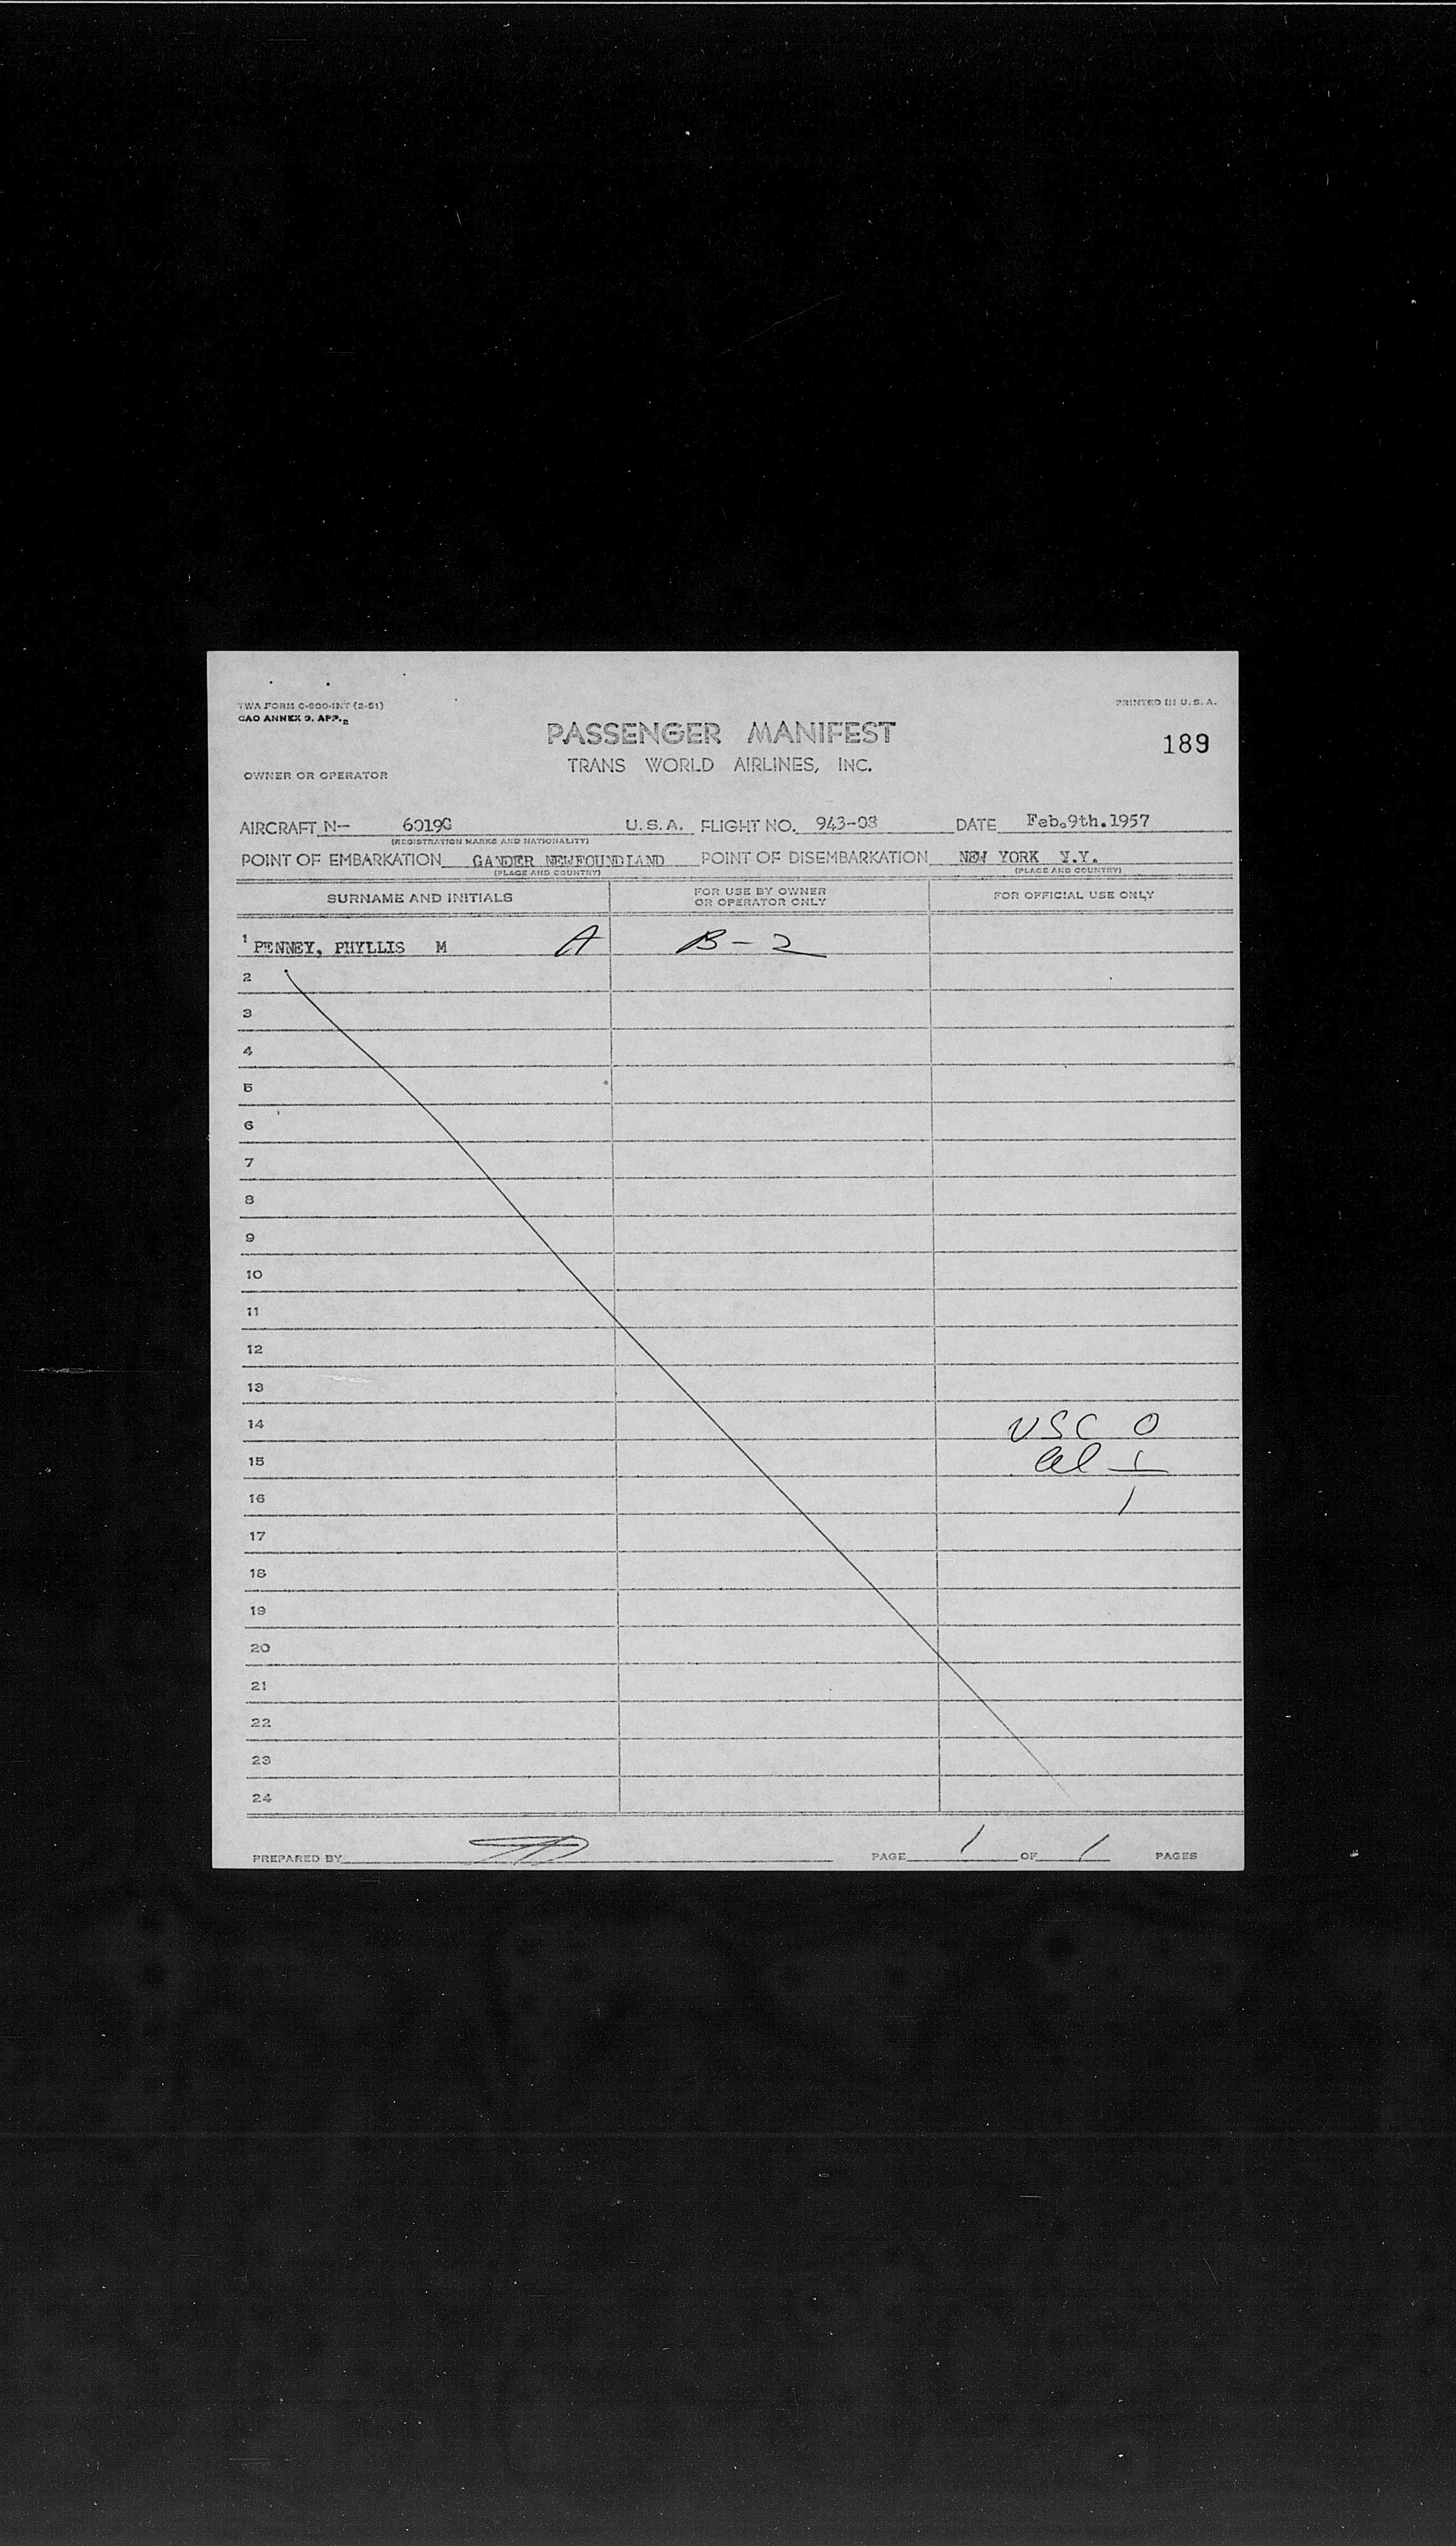 TWA FORM C-800-INT (2-51)
PRINTED IN U. S. A.
CAO ANNEX 9. APP. 2
PASSENGER MANIFEST
189
TRANS WORLD AIRLINES, INC.
OWNER OR OPERATOR
AIRCRAFT N- 6019C U. S. A. FLIGHT NO. 943-08 DATE Feb.9th.1957
(REGISTRATION MARKS AND NATIONALITY)
POINT OF EMBARKATION GANDER NEWFOUNDLAND POINT OF DISEMBARKATION NEW YORK N.Y.
(PLACE AND COUNTRY) (PLACE AND COUNTRY)
SURNAME AND INITIALS FOR USE BY OWNER OR OPERATOR ONLY FOR OFFICIAL USE ONLY
1 PENNEY, PHYLLIS M A B-2
2
3
4
5
6
7
8
9
10
11
12
13
14 USC 0
15 al 1
16 1
17
18
19
20
21
22
23
24
PREPARED BY PAGE 1 OF 1 PAGES